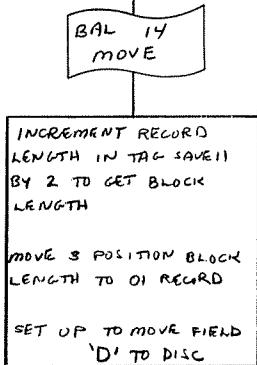 BAL 14
MOVE
INCREMENT RECORD
LENGTH IN TAG SAVE11
BY 2 TO GET BLOCK
LENGTH
MOVE 3 POSITION BLOCK
LENGTH TO 01 RECORD
SET UP TO MOVE FIELD
'D' TO DISC